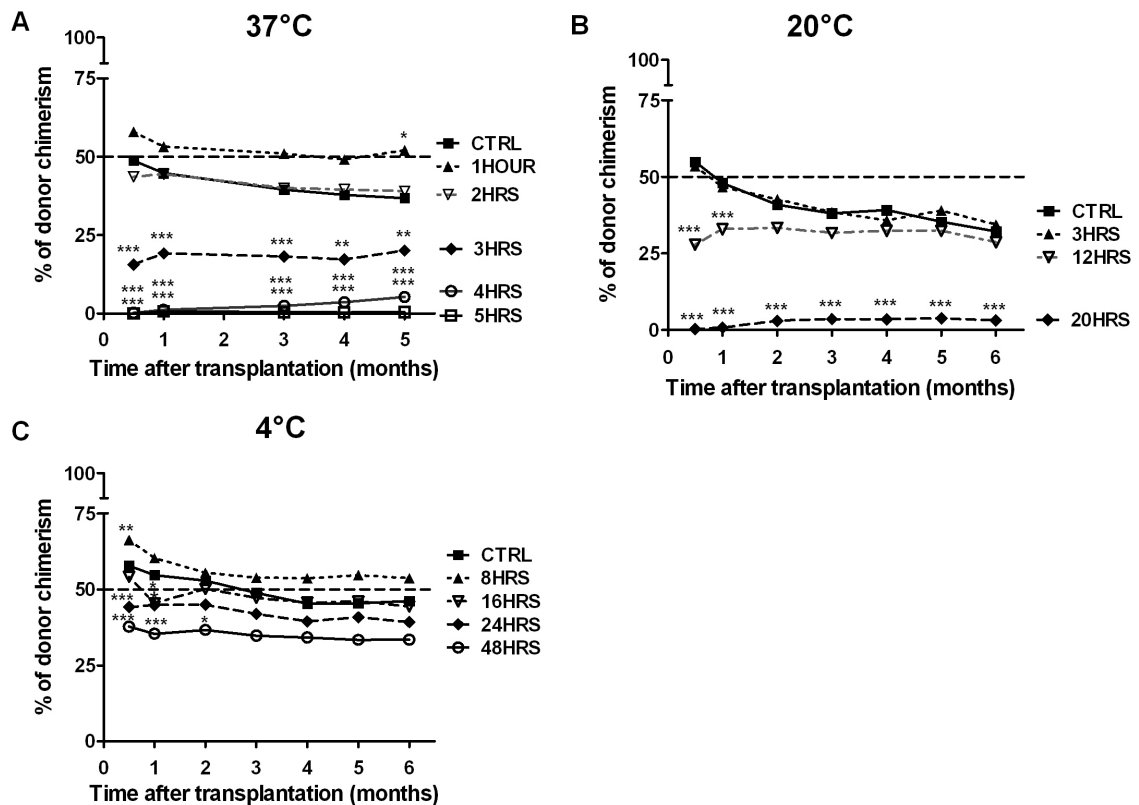 A
37°C
100
75
50
25
0
% of donor chimerism
*
***
***
***
**
**
***
***
***
***
***
***
***
***
***
***
CTRL
1HOUR
2HRS
3HRS
4HRS
5HRS
0 1 2 3 4 5
Time after transplantation (months)
B
20°C
100
75
50
25
0
% of donor chimerism
***
***
***
***
***
***
***
***
***
CTRL
3HRS
12HRS
20HRS
0 1 2 3 4 5 6
Time after transplantation (months)
C
4°C
100
75
50
25
0
% of donor chimerism
**
*
*
***
***
***
*
CTRL
8HRS
16HRS
24HRS
48HRS
0 1 2 3 4 5 6
Time after transplantation (months)